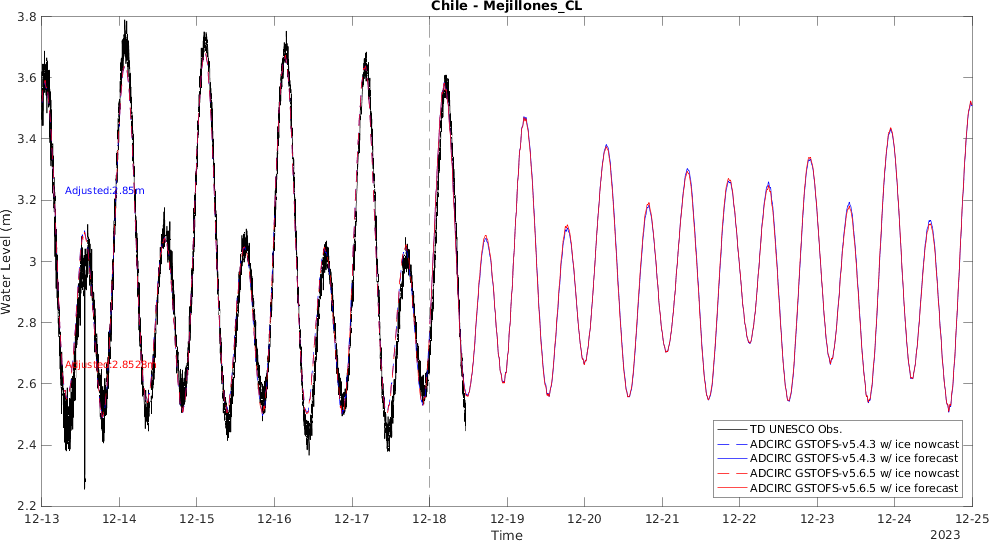 Chile - Mejillones_CL
3.8
3.6
3.4
3.2
3
2.8
2.6
2.4
2.2
Water Level (m)
Adjusted:2.85m
Adjusted:2.8528m
TD UNESCO Obs.
ADCIRC GSTOFS-v5.4.3 w/ ice nowcast
ADCIRC GSTOFS-v5.4.3 w/ ice forecast
ADCIRC GSTOFS-v5.6.5 w/ ice nowcast
ADCIRC GSTOFS-v5.6.5 w/ ice forecast
12-13 12-14 12-15 12-16 12-17 12-18 12-19 12-20 12-21 12-22 12-23 12-24 12-25
Time
2023